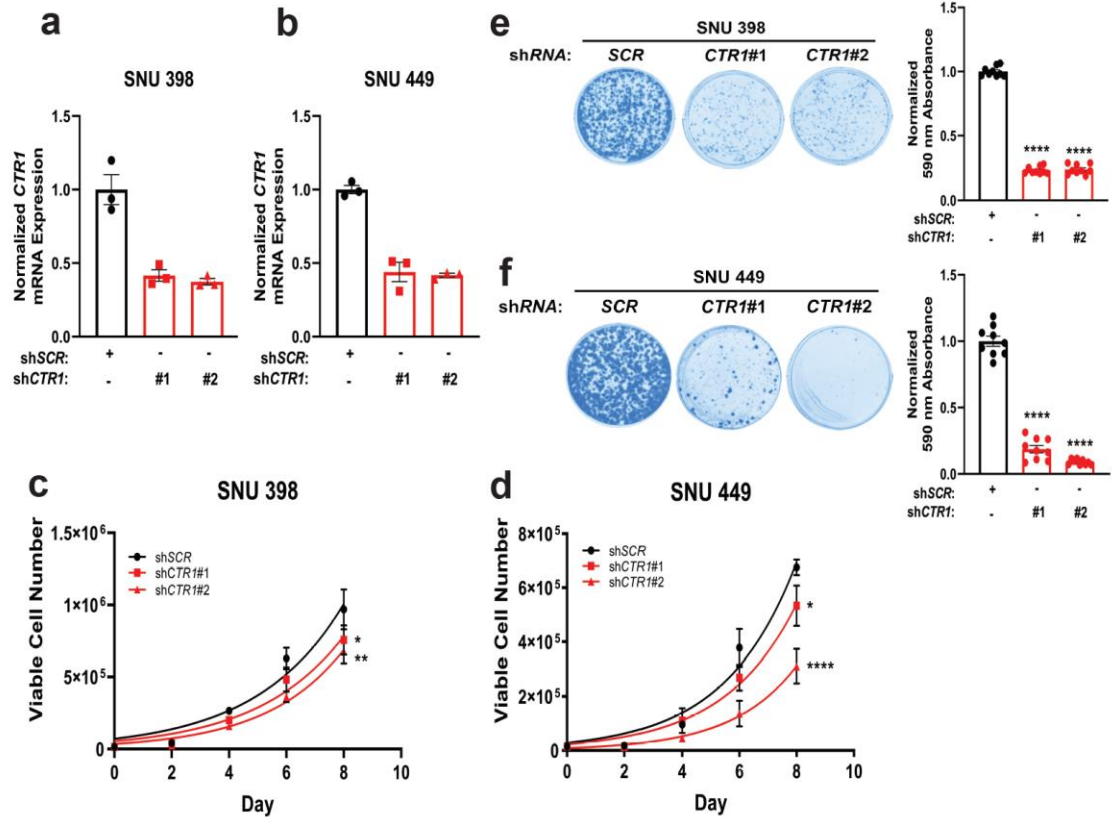 a
SNU 398
Normalized CTR1
mRNA Expression
1.5
1.0
0.5
0.0
shSCR: + - -
shCTR1: - #1 #2
b
SNU 449
Normalized CTR1
mRNA Expression
1.5
1.0
0.5
0.0
shSCR: + - -
shCTR1: - #1 #2
e
SNU 398
shRNA: SCR CTR1#1 CTR1#2
Normalized
590 nm Absorbance
1.5
1.0
0.5
0.0
**** ****
shSCR: + - -
shCTR1: - #1 #2
f
SNU 449
shRNA: SCR CTR1#1 CTR1#2
Normalized
590 nm Absorbance
1.5
1.0
0.5
0.0
****
****
shSCR: + - -
shCTR1: - #1 #2
c
SNU 398
Viable Cell Number
1.5×10⁶
1×10⁶
5×10⁵
0
shSCR
shCTR1#1
shCTR1#2
*
**
0 2 4 6 8 10
Day
d
SNU 449
Viable Cell Number
8×10⁵
6×10⁵
4×10⁵
2×10⁵
0
shSCR
shCTR1#1
shCTR1#2
*
****
0 2 4 6 8 10
Day